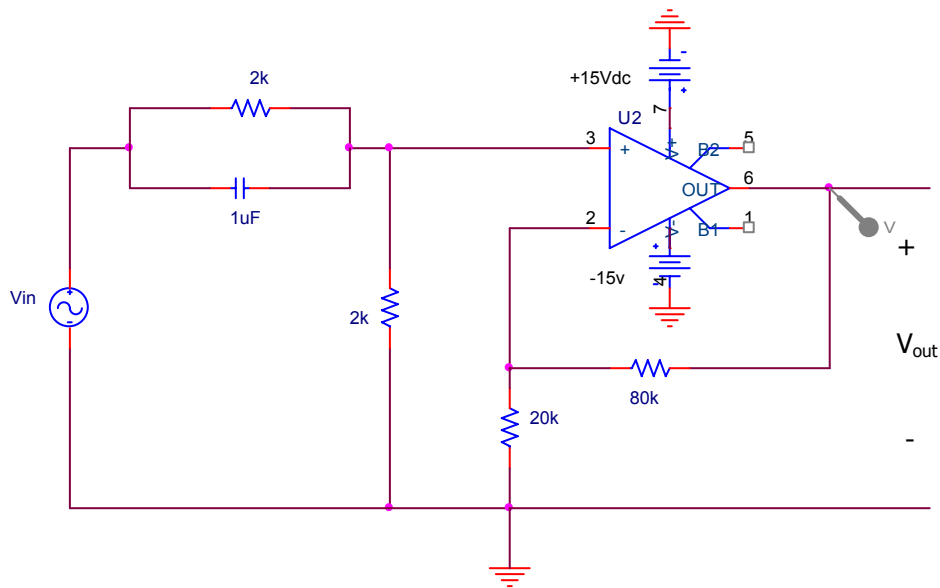 2k
+15Vdc
-
+
7
U2
3
+
V+
B2
5
OUT
6
1uF
2
-
V-
B1
1
V
+
-15v
4
+
-
Vin
+
-
2k
Vout
80k
20k
-